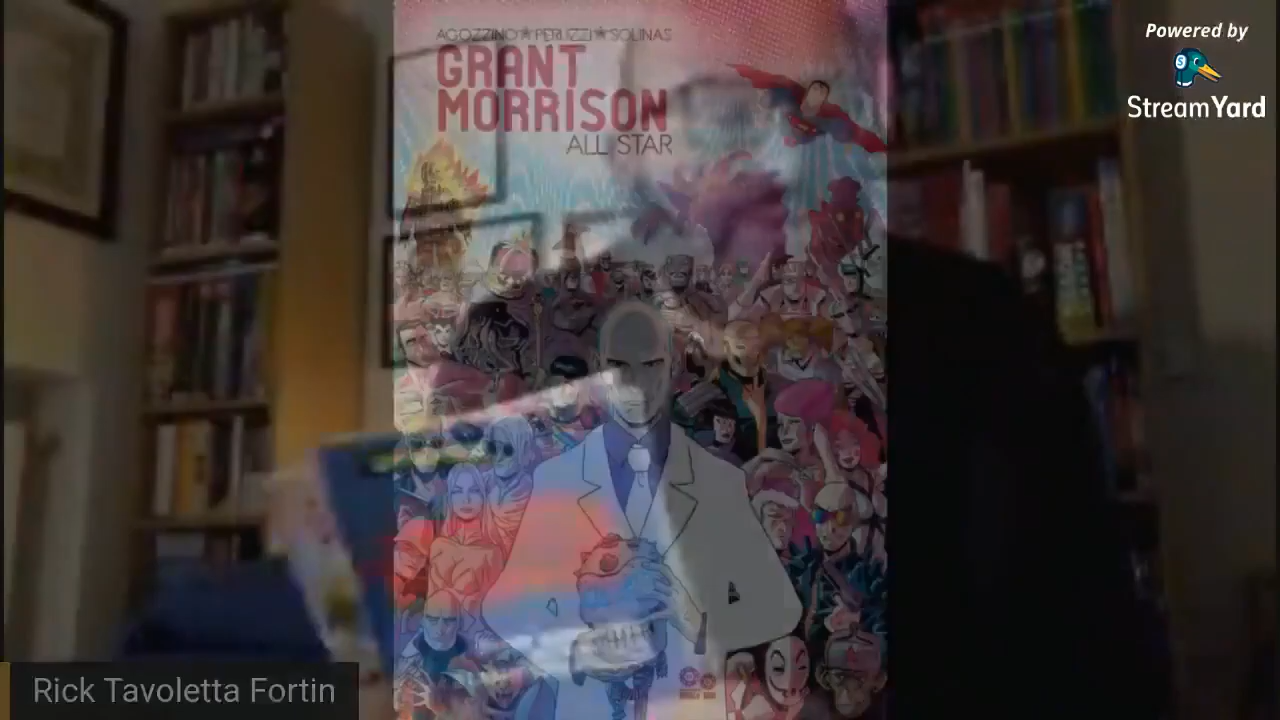 AGOZZINO★PERUZZI★SOLINAS
GRANT
MORRISON
ALL STAR
Powered by
StreamYard
Rick Tavoletta Fortin